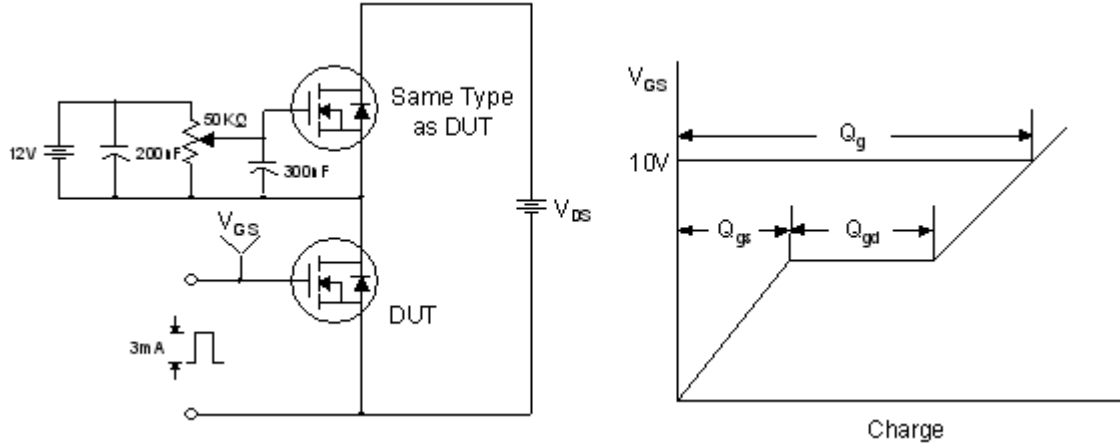 12V
200nF
50KΩ
300nF
Same Type
as DUT
V_GS
DUT
3mA
V_DS
V_GS
10V
Q_g
Q_gs
Q_gd
Charge